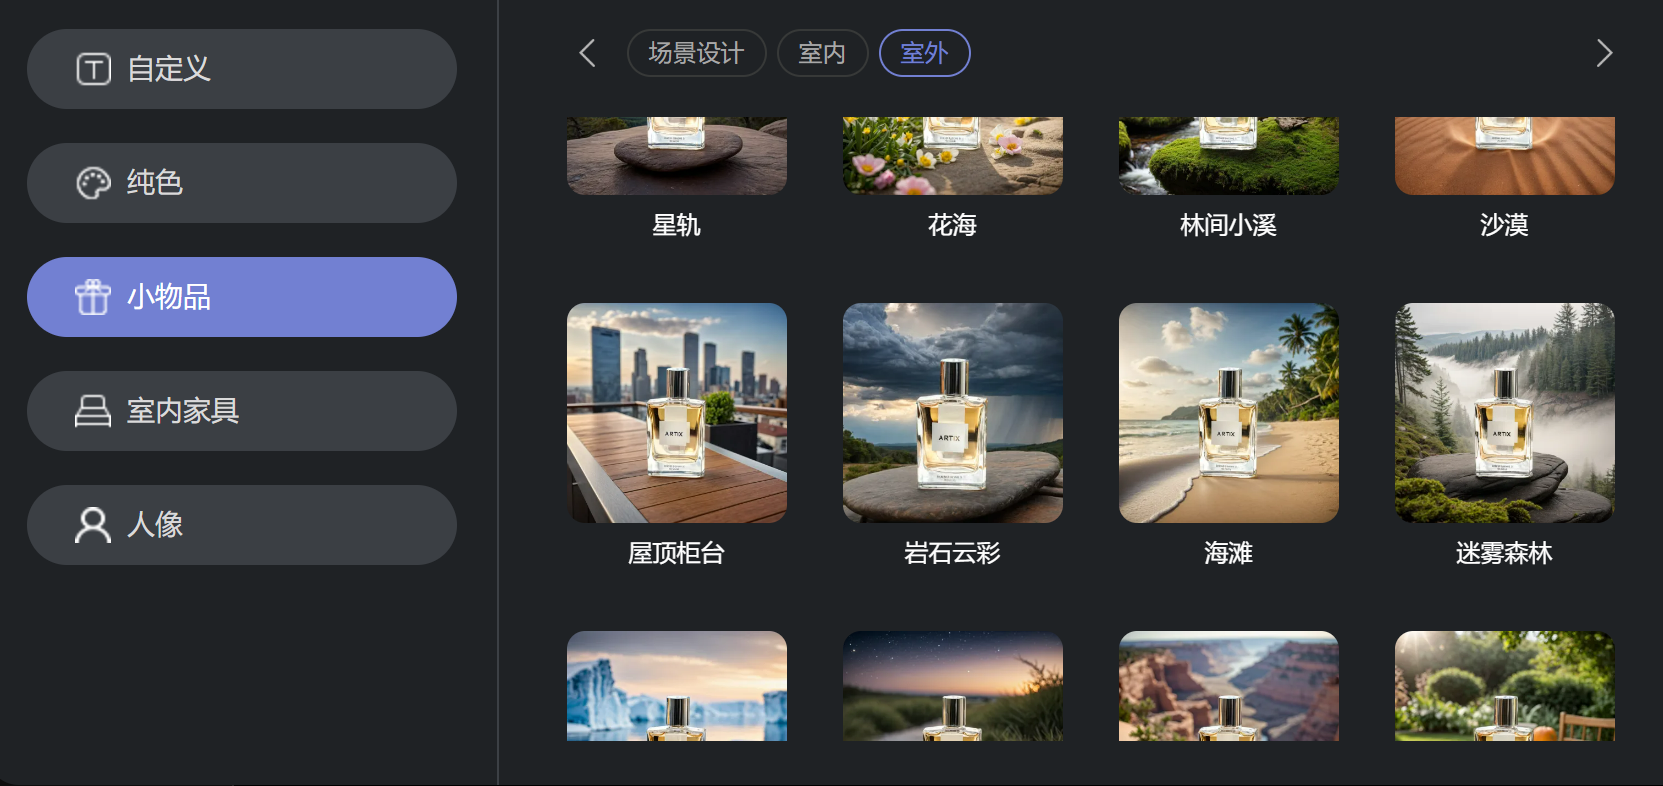 自定义
纯色
小物品
室内家具
人像
场景设计
室内
室外
星轨
花海
林间小溪
沙漠
ARTIX
ARTIX
ARTIX
ARTIX
屋顶柜台
岩石云彩
海滩
迷雾森林